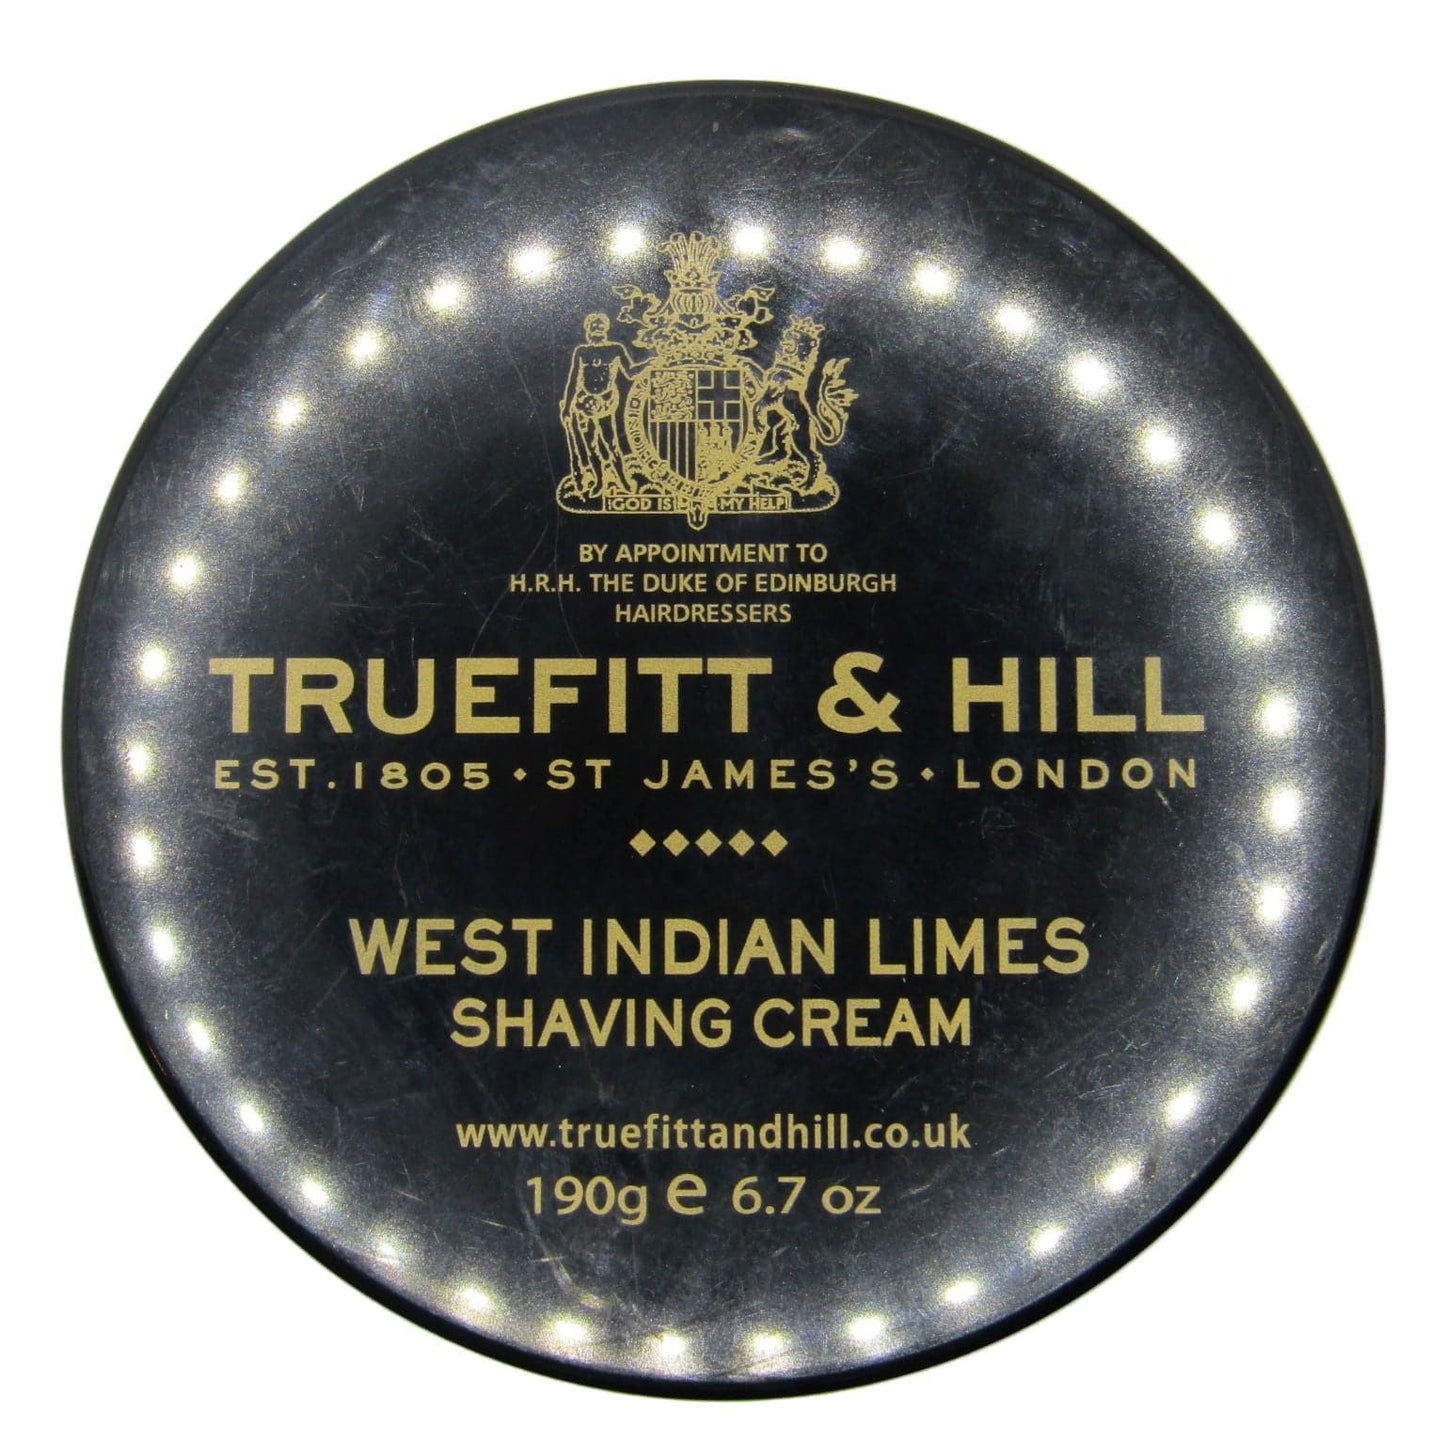 GOD IS MY HELP
BY APPOINTMENT TO
H.R.H. THE DUKE OF EDINBURGH
HAIRDRESSERS
TRUEFITT & HILL
EST. 1805 • ST JAMES'S • LONDON
WEST INDIAN LIMES
SHAVING CREAM
www.truefittandhill.co.uk
190g e 6.7 oz